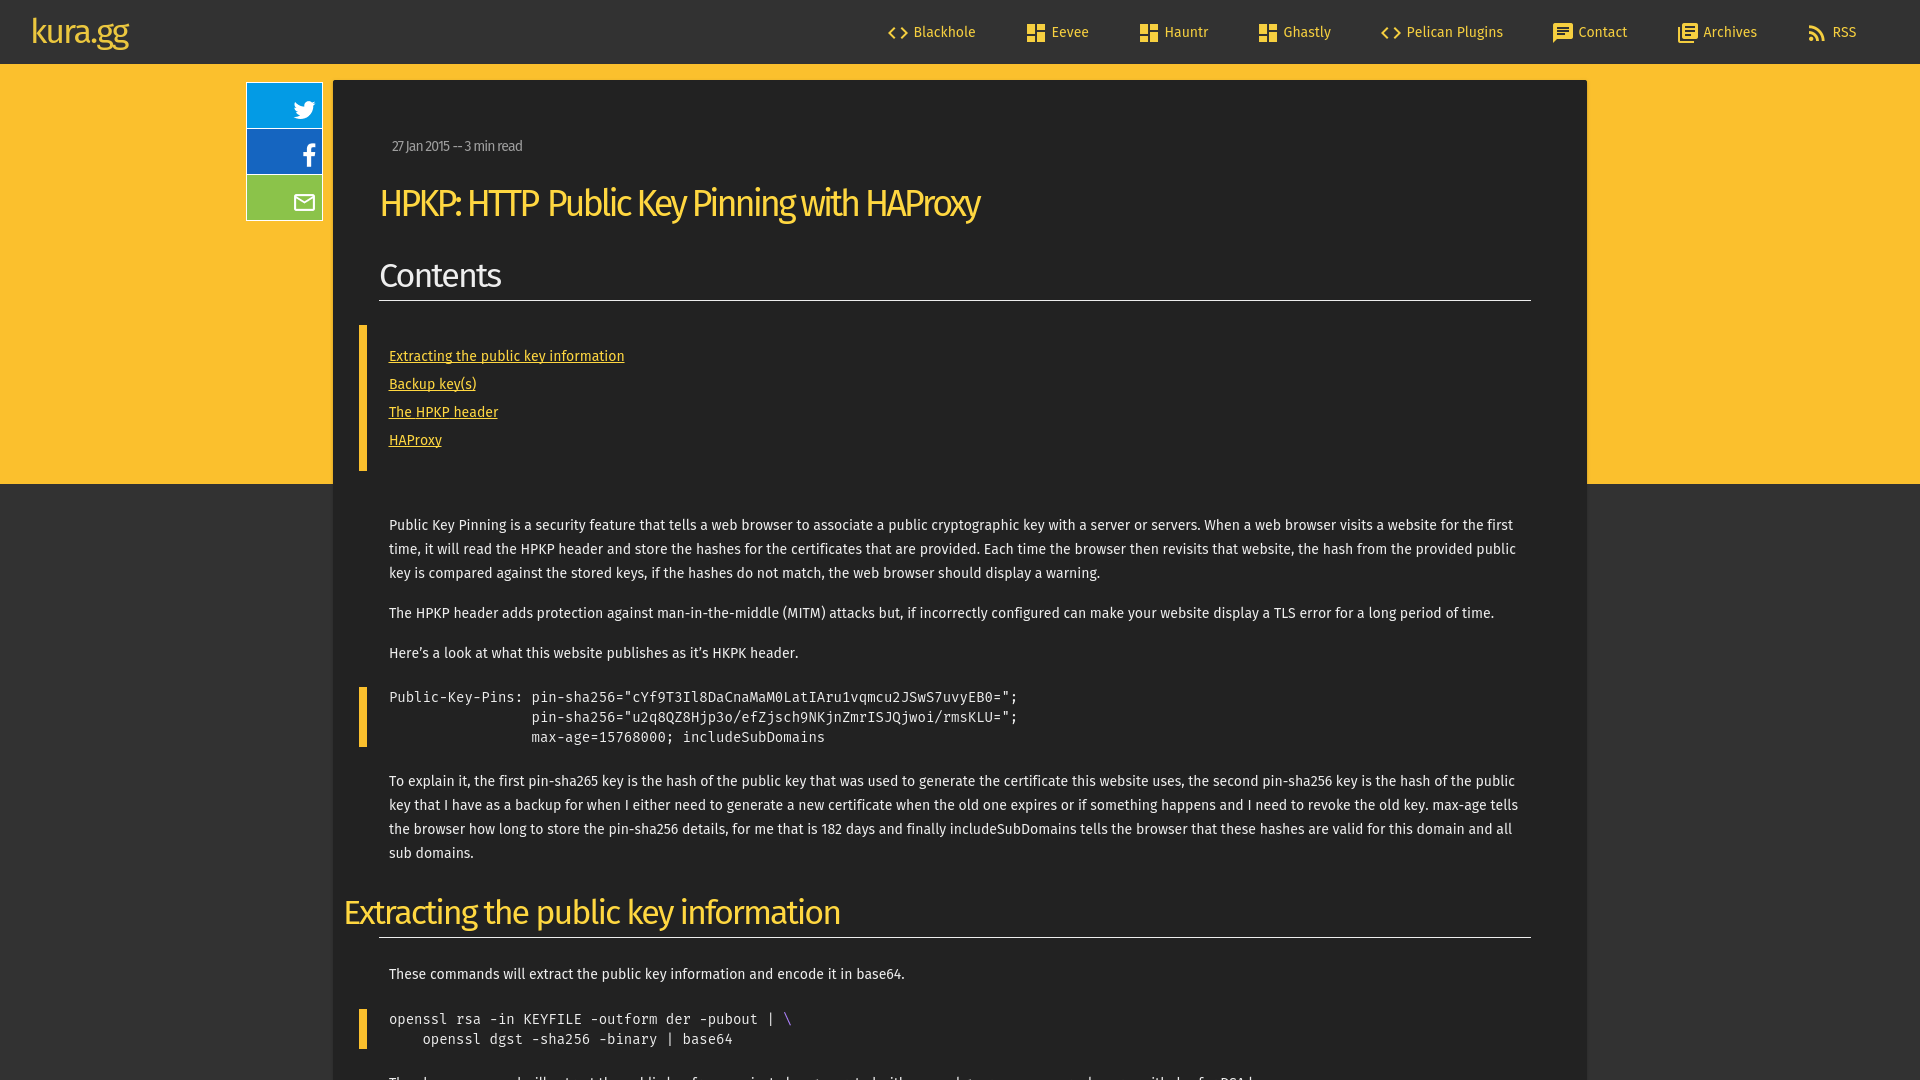 kura.gg
Blackhole
Eevee
Hauntr
Ghastly
Pelican Plugins
Contact
Archives
RSS
27 Jan 2015 -- 3 min read
HPKP: HTTP Public Key Pinning with HAProxy
Contents
Extracting the public key information
Backup key(s)
The HPKP header
HAProxy
Public Key Pinning is a security feature that tells a web browser to associate a public cryptographic key with a server or servers. When a web browser visits a website for the first
time, it will read the HPKP header and store the hashes for the certificates that are provided. Each time the browser then revisits that website, the hash from the provided public
key is compared against the stored keys, if the hashes do not match, the web browser should display a warning.
The HPKP header adds protection against man-in-the-middle (MITM) attacks but, if incorrectly configured can make your website display a TLS error for a long period of time.
Here’s a look at what this website publishes as it’s HKPK header.
Public-Key-Pins: pin-sha256="cYf9T3Il8DaCnaMaM0LatIAru1vqmcu2JSwS7uvyEB0=";
pin-sha256="u2q8QZ8Hjp3o/efZjsch9NKjnZmrISJQjwoi/rmsKLU=";
max-age=15768000; includeSubDomains
To explain it, the first pin-sha265 key is the hash of the public key that was used to generate the certificate this website uses, the second pin-sha256 key is the hash of the public
key that I have as a backup for when I either need to generate a new certificate when the old one expires or if something happens and I need to revoke the old key. max-age tells
the browser how long to store the pin-sha256 details, for me that is 182 days and finally includeSubDomains tells the browser that these hashes are valid for this domain and all
sub domains.
Extracting the public key information
These commands will extract the public key information and encode it in base64.
openssl rsa -in KEYFILE -outform der -pubout | \
openssl dgst -sha256 -binary | base64